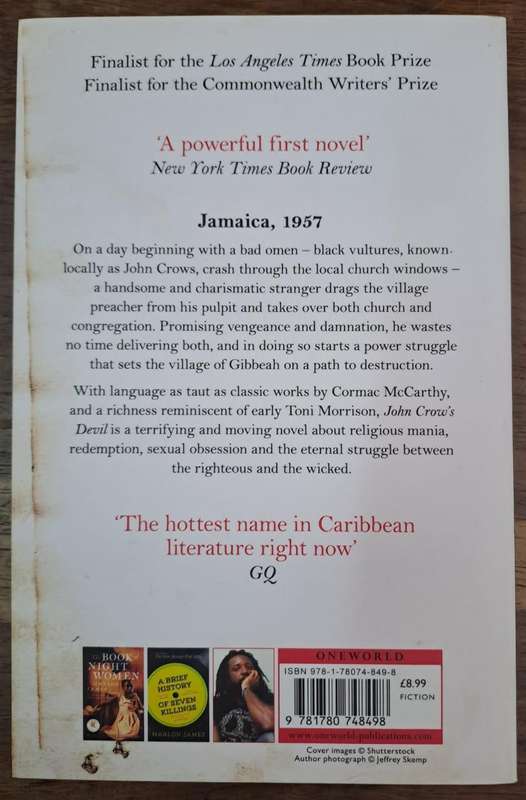 Finalist for the Los Angeles Times Book Prize
Finalist for the Commonwealth Writers' Prize
'A powerful first novel'
New York Times Book Review
Jamaica, 1957
On a day beginning with a bad omen – black vultures, known
locally as John Crows, crash through the local church windows –
a handsome and charismatic stranger drags the village
preacher from his pulpit and takes over both church and
congregation. Promising vengeance and damnation, he wastes
no time delivering both, and in doing so starts a power struggle
that sets the village of Gibbeah on a path to destruction.
With language as taut as classic works by Cormac McCarthy,
and a richness reminiscent of early Toni Morrison, John Crow's
Devil is a terrifying and moving novel about religious mania,
redemption, sexual obsession and the eternal struggle between
the righteous and the wicked.
'The hottest name in Caribbean
literature right now'
GQ
BOOK
NIGHT
WOMEN
A BRIEF
HISTORY
OF SEVEN
KILLINGS
MARLON JAMES
ONEWORLD
ISBN 978-1-78074-849-8
£8.99
FICTION
9 781780 748498
www.oneworld-publications.com
Cover images © Shutterstock
Author photograph © Jeffrey Skemp